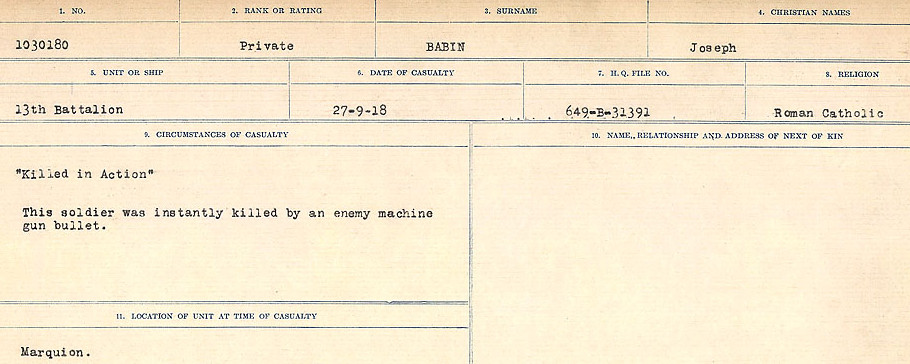 1. NO. 2. RANK OR RATING 3. SURNAME 4. CHRISTIAN NAMES
1030180 Private BABIN Joseph
5. UNIT OR SHIP 6. DATE OF CASUALTY 7. H. Q. FILE NO. 8. RELIGION
13th Battalion 27-9-18 649-B-31391 Roman Catholic
9. CIRCUMSTANCES OF CASUALTY
"Killed in Action"
This soldier was instantly killed by an enemy machine
gun bullet.
10. NAME, RELATIONSHIP AND ADDRESS OF NEXT OF KIN
11. LOCATION OF UNIT AT TIME OF CASUALTY
Marquion.